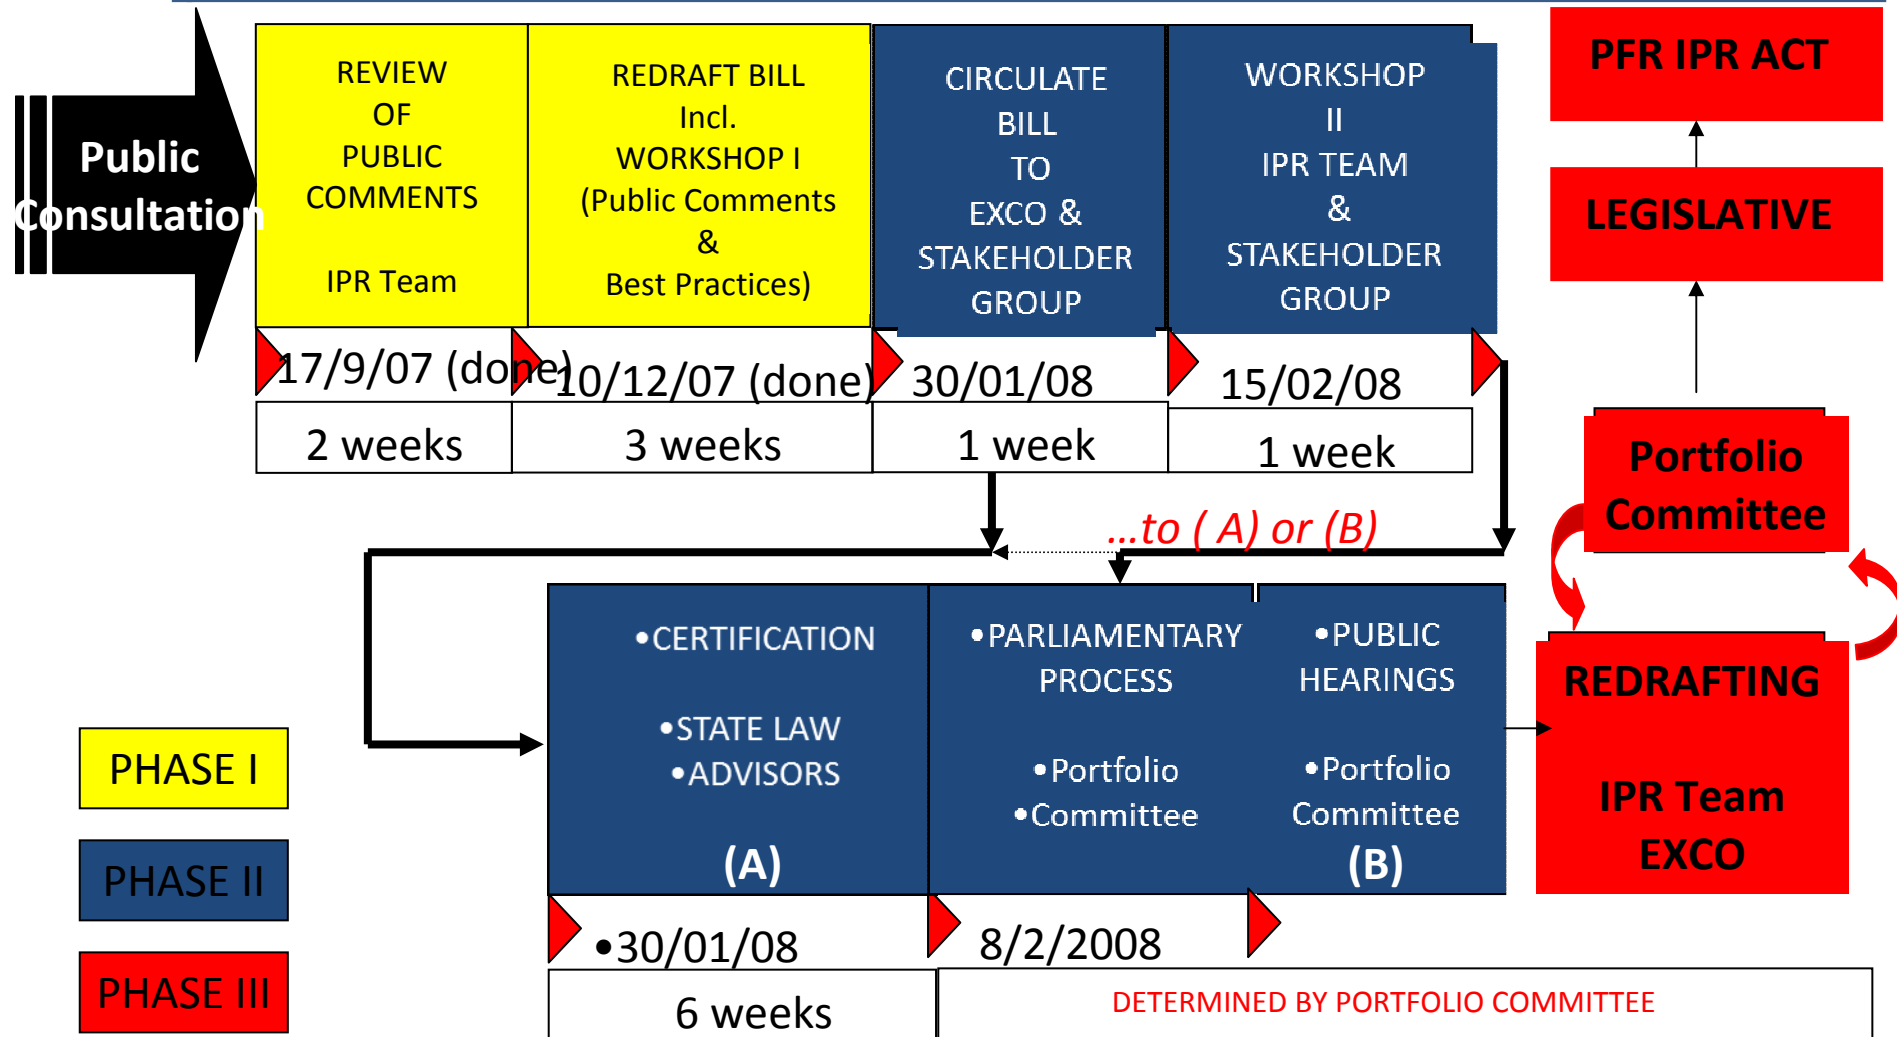 Public
Consultation
REVIEW
OF
PUBLIC
COMMENTS
IPR Team
REDRAFT BILL
Incl.
WORKSHOP I
(Public Comments
&
Best Practices)
CIRCULATE
BILL
TO
EXCO &
STAKEHOLDER
GROUP
WORKSHOP
II
IPR TEAM
&
STAKEHOLDER
GROUP
PFR IPR ACT
LEGISLATIVE
17/9/07 (done)
10/12/07 (done)
30/01/08
15/02/08
2 weeks
3 weeks
1 week
1 week
Portfolio
Committee
...to ( A) or (B)
•CERTIFICATION
•STATE LAW
•ADVISORS
(A)
•PARLIAMENTARY
PROCESS
•Portfolio
•Committee
•PUBLIC
HEARINGS
•Portfolio
Committee
(B)
REDRAFTING
IPR Team
EXCO
PHASE I
PHASE II
PHASE III
•30/01/08
8/2/2008
6 weeks
DETERMINED BY PORTFOLIO COMMITTEE